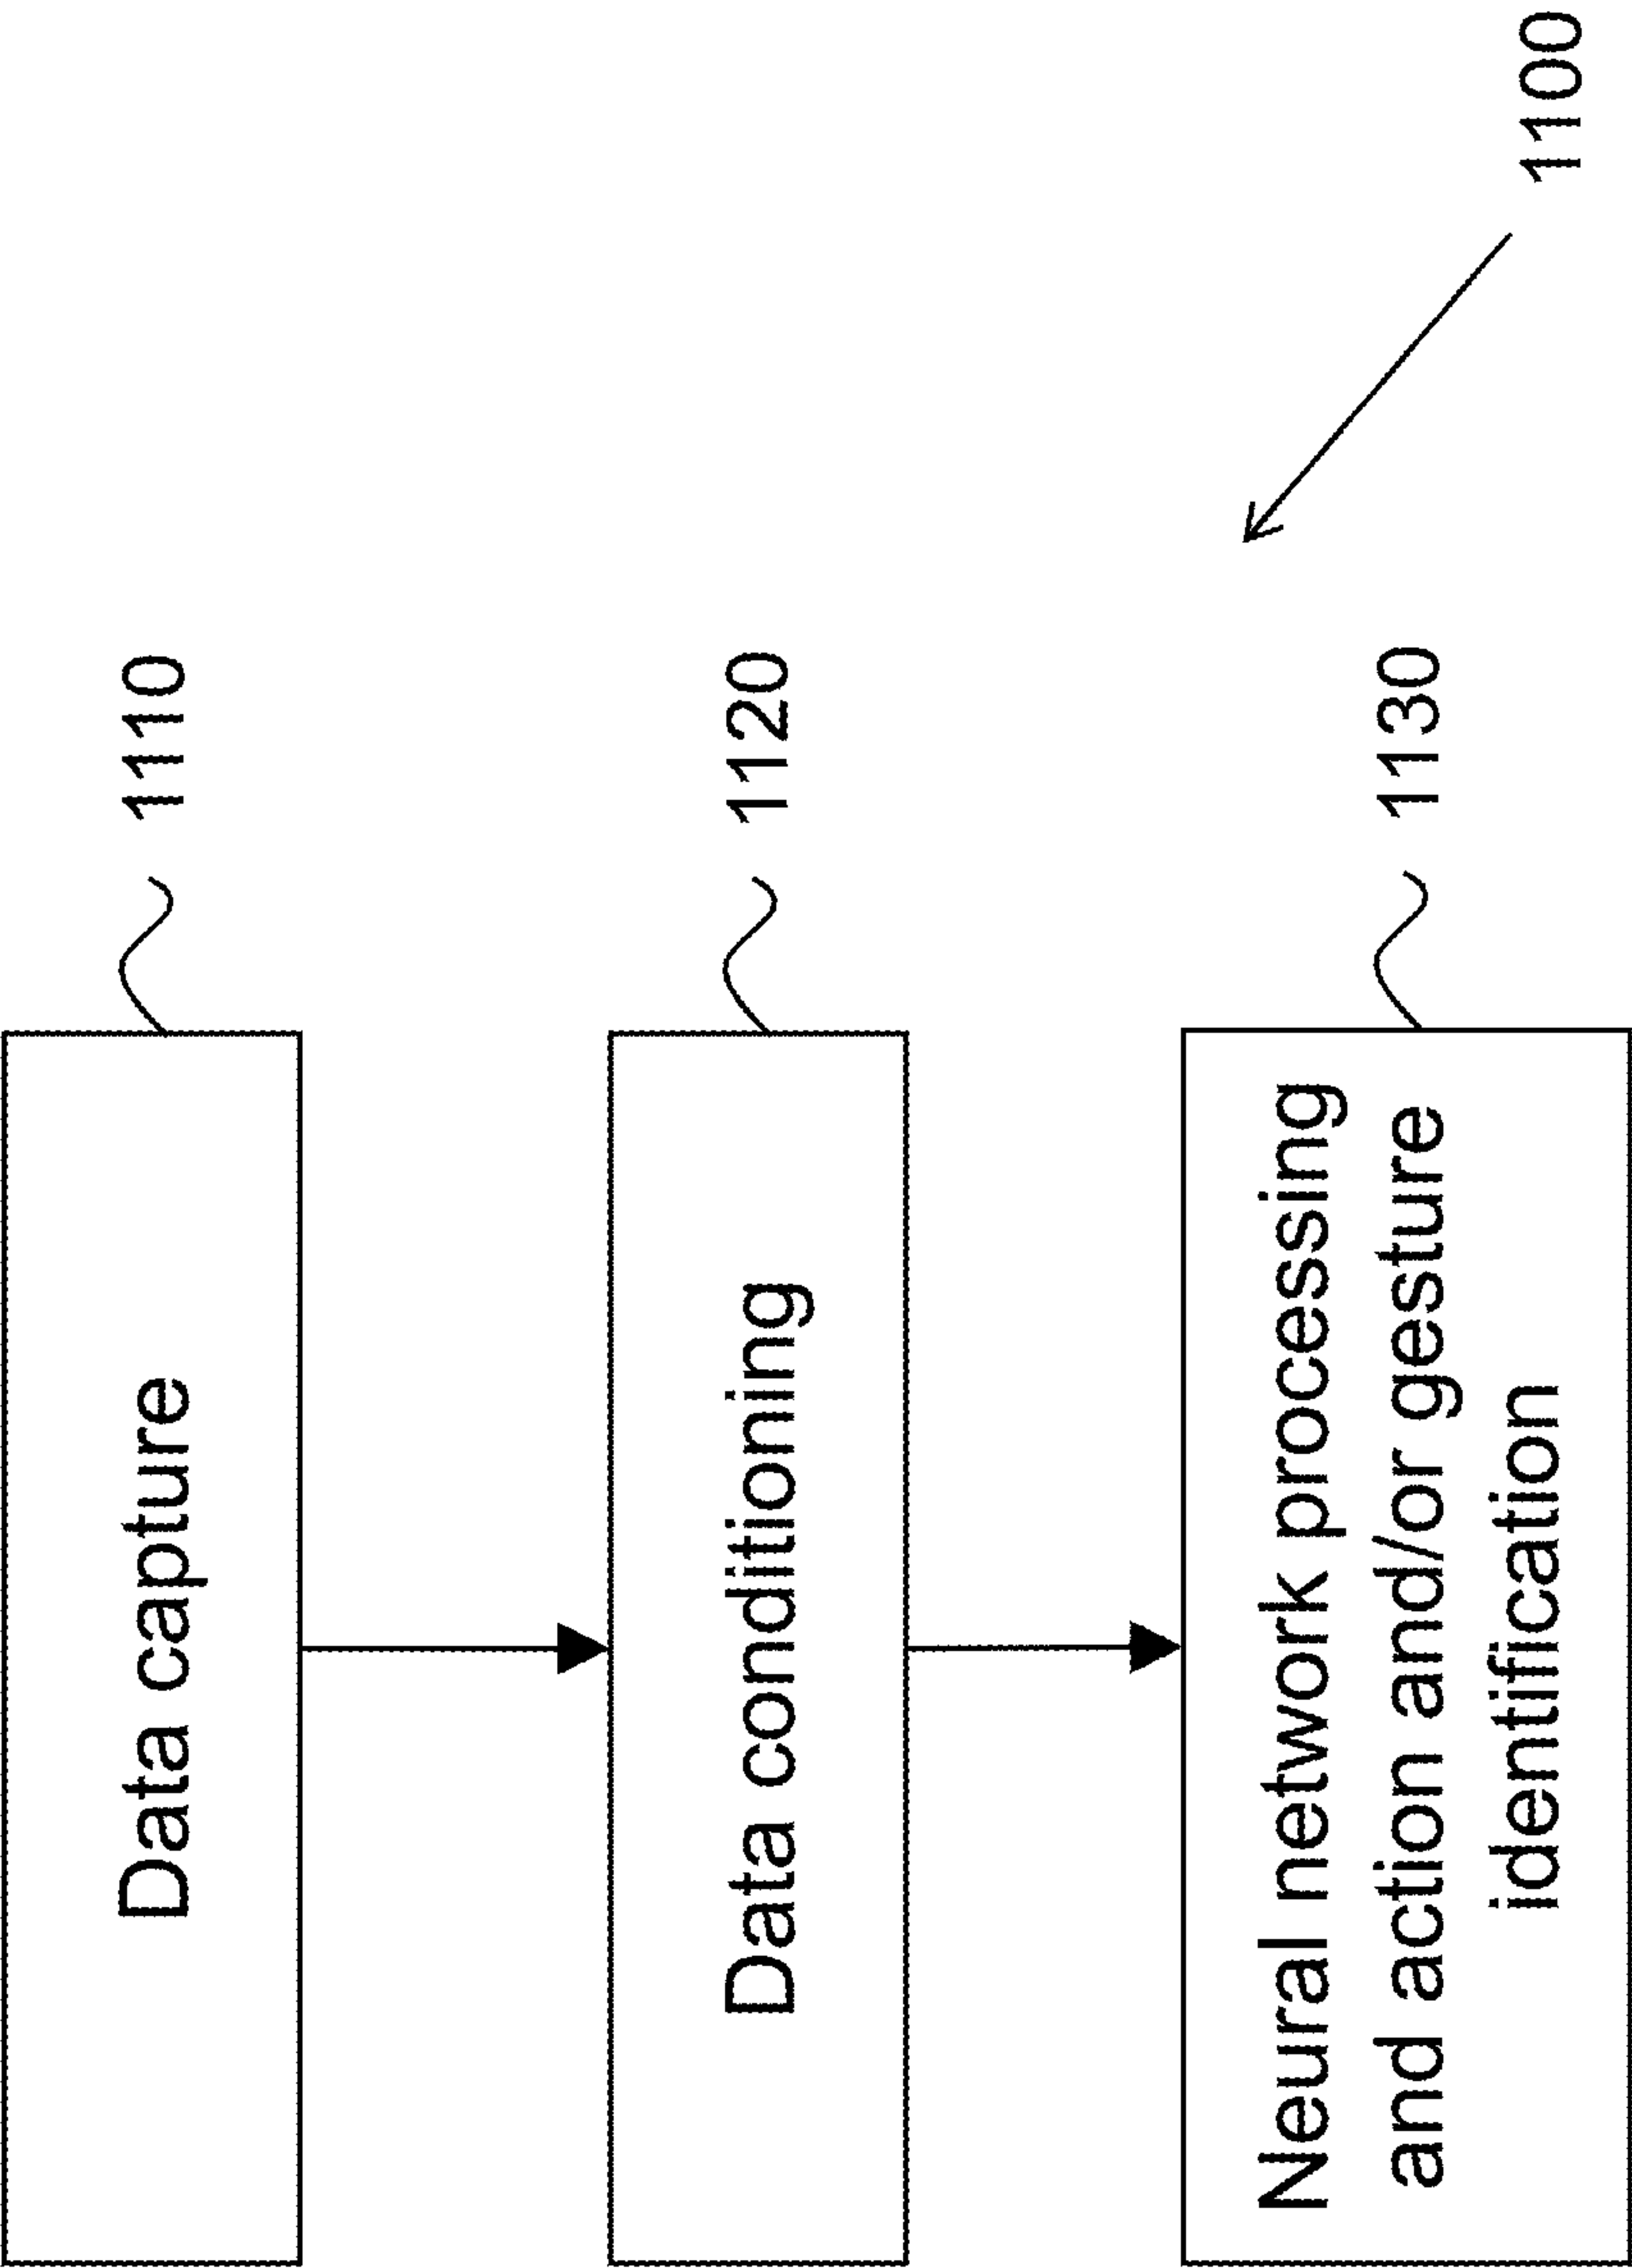 Data capture
1110
Data conditioning
1120
Neural network processing
and action and/or gesture
identification
1130
1100